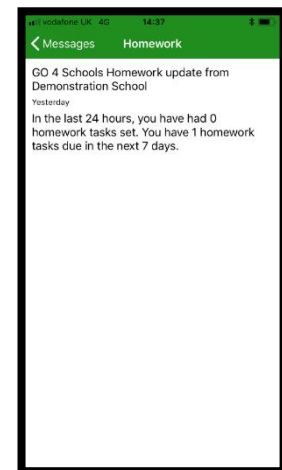 vodafone UK 4G 14:37
Messages Homework
GO 4 Schools Homework update from
Demonstration School
Yesterday
In the last 24 hours, you have had 0
homework tasks set. You have 1 homework
tasks due in the next 7 days.